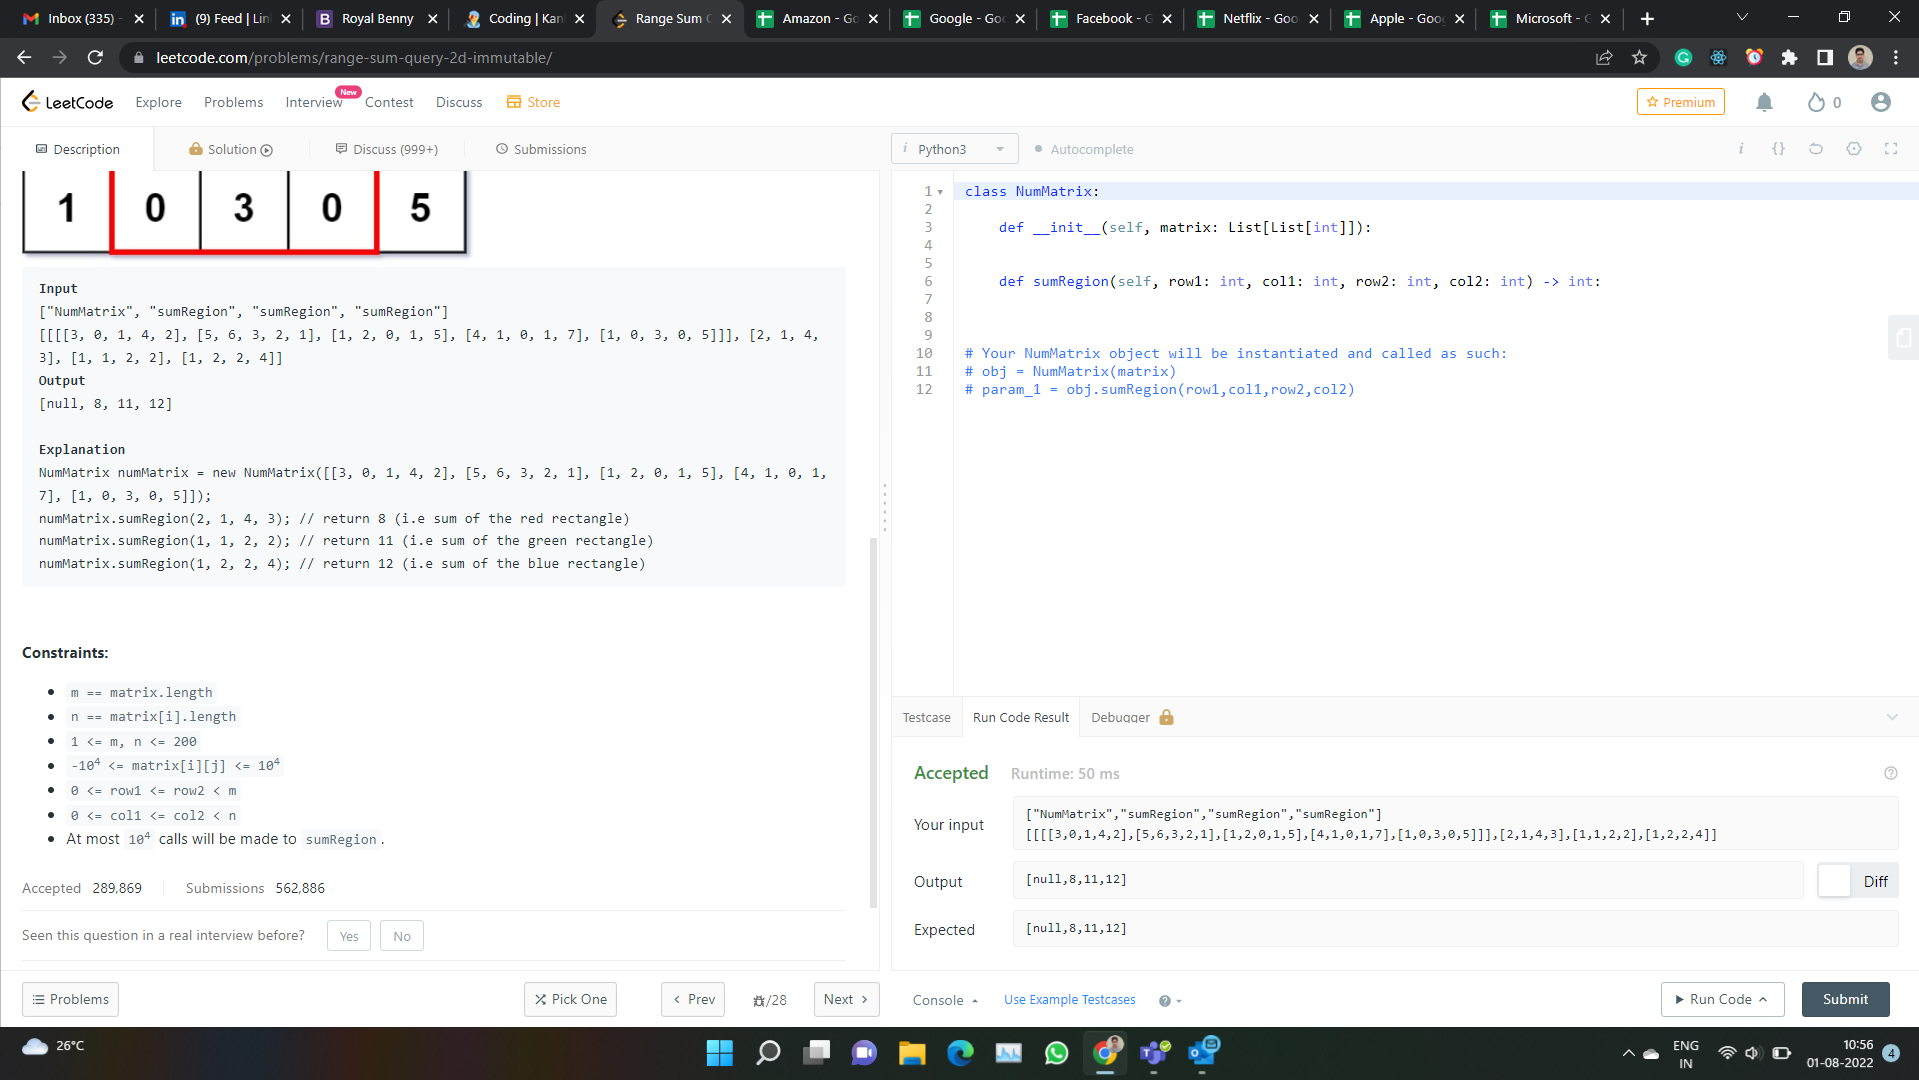 Inbox (335) -
(9) Feed | Lin
Royal Benny
Coding | Kan
Range Sum
Amazon - Go
Google - Goo
Facebook - G
Netflix - Goo
Apple - Goog
Microsoft - G
leetcode.com/problems/range-sum-query-2d-immutable/
LeetCode
Explore
Problems
Interview
New
Contest
Discuss
Store
Premium
0
Description
Solution
Discuss (999+)
Submissions
i Python3
Autocomplete
i {}
1 0 3 0 5
Input
["NumMatrix", "sumRegion", "sumRegion", "sumRegion"]
[[[[3, 0, 1, 4, 2], [5, 6, 3, 2, 1], [1, 2, 0, 1, 5], [4, 1, 0, 1, 7], [1, 0, 3, 0, 5]]], [2, 1, 4,
3], [1, 1, 2, 2], [1, 2, 2, 4]]
Output
[null, 8, 11, 12]
Explanation
NumMatrix numMatrix = new NumMatrix([[3, 0, 1, 4, 2], [5, 6, 3, 2, 1], [1, 2, 0, 1, 5], [4, 1, 0, 1,
7], [1, 0, 3, 0, 5]]);
numMatrix.sumRegion(2, 1, 4, 3); // return 8 (i.e sum of the red rectangle)
numMatrix.sumRegion(1, 1, 2, 2); // return 11 (i.e sum of the green rectangle)
numMatrix.sumRegion(1, 2, 2, 4); // return 12 (i.e sum of the blue rectangle)
Constraints:
m == matrix.length
n == matrix[i].length
1 <= m, n <= 200
-10⁴ <= matrix[i][j] <= 10⁴
0 <= row1 <= row2 < m
0 <= col1 <= col2 < n
At most 10⁴ calls will be made to sumRegion.
Accepted 289,869
Submissions 562,886
Seen this question in a real interview before?
Yes
No
Problems
Pick One
Prev
/28
Next
1 class NumMatrix:
2
3 def __init__(self, matrix: List[List[int]]):
4
5
6 def sumRegion(self, row1: int, col1: int, row2: int, col2: int) -> int:
7
8
9
10 # Your NumMatrix object will be instantiated and called as such:
11 # obj = NumMatrix(matrix)
12 # param_1 = obj.sumRegion(row1,col1,row2,col2)
Testcase
Run Code Result
Debugger
Accepted
Runtime: 50 ms
Your input
["NumMatrix","sumRegion","sumRegion","sumRegion"]
[[[[3,0,1,4,2],[5,6,3,2,1],[1,2,0,1,5],[4,1,0,1,7],[1,0,3,0,5]]],[2,1,4,3],[1,1,2,2],[1,2,2,4]]
Output
[null,8,11,12]
Diff
Expected
[null,8,11,12]
Console
Use Example Testcases
Run Code
Submit
26°C
ENG
IN
10:56
01-08-2022
4